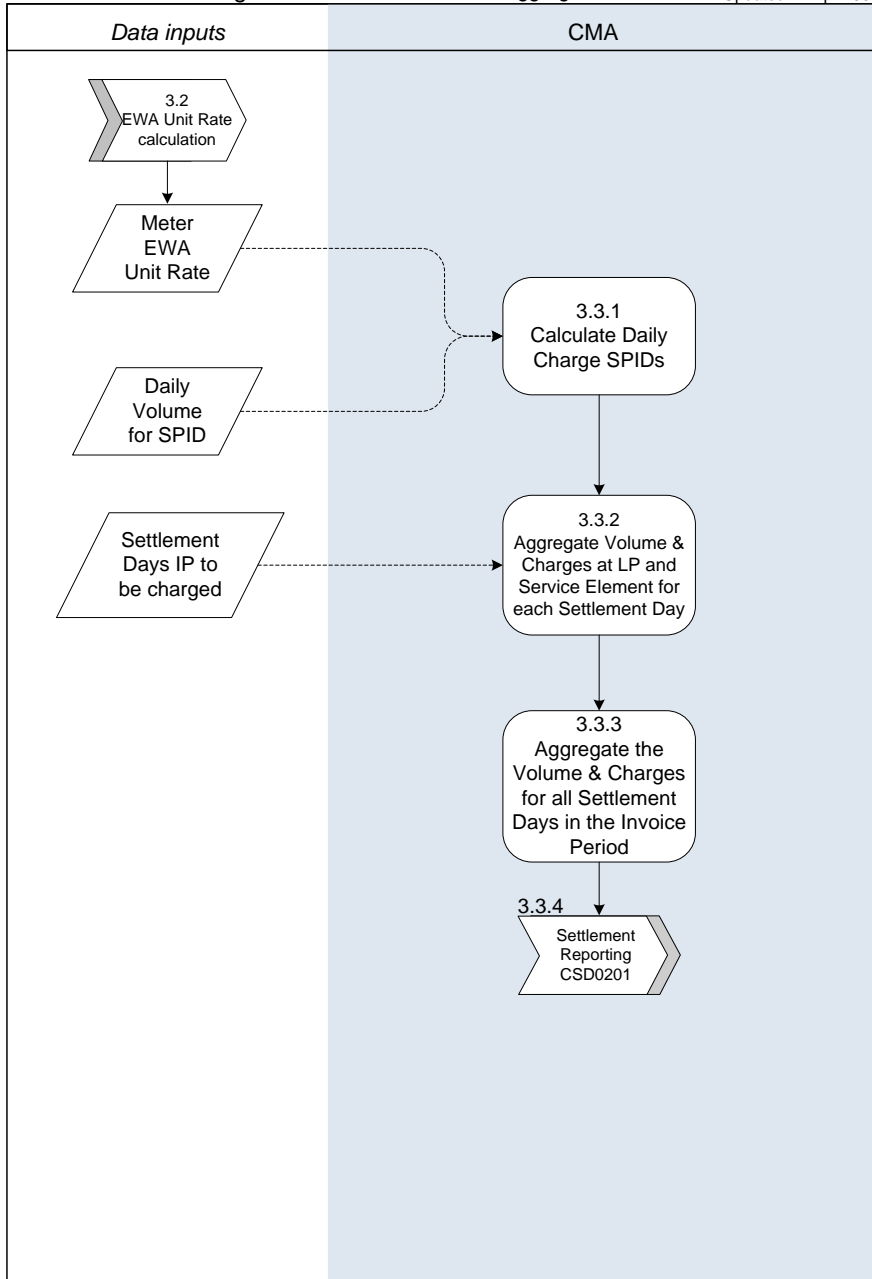 Data inputs
CMA
3.2
EWA Unit Rate
calculation
Meter
EWA
Unit Rate
3.3.1
Calculate Daily
Charge SPIDs
Daily
Volume
for SPID
Settlement
Days IP to
be charged
3.3.2
Aggregate Volume &
Charges at LP and
Service Element for
each Settlement Day
3.3.3
Aggregate the
Volume & Charges
for all Settlement
Days in the Invoice
Period
3.3.4
Settlement
Reporting
CSD0201